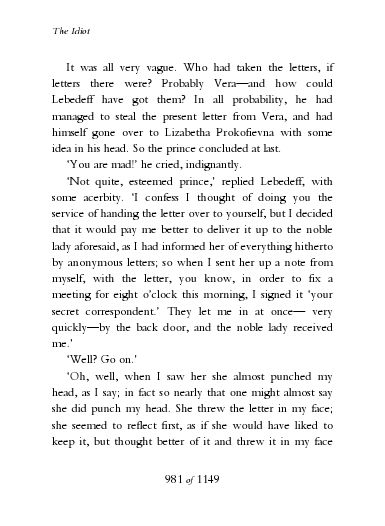 The Idiot
It was all very vague. Who had taken the letters, if
letters there were? Probably Vera—and how could
Lebedeff have got them? In all probability, he had
managed to steal the present letter from Vera, and had
himself gone over to Lizabetha Prokofievna with some
idea in his head. So the prince concluded at last.
‘You are mad!’ he cried, indignantly.
‘Not quite, esteemed prince,’ replied Lebedeff, with
some acerbity. ‘I confess I thought of doing you the
service of handing the letter over to yourself, but I decided
that it would pay me better to deliver it up to the noble
lady aforesaid, as I had informed her of everything hitherto
by anonymous letters; so when I sent her up a note from
myself, with the letter, you know, in order to fix a
meeting for eight o’clock this morning, I signed it ‘your
secret correspondent.’ They let me in at once— very
quickly—by the back door, and the noble lady received
me.’
‘Well? Go on.’
‘Oh, well, when I saw her she almost punched my
head, as I say; in fact so nearly that one might almost say
she did punch my head. She threw the letter in my face;
she seemed to reflect first, as if she would have liked to
keep it, but thought better of it and threw it in my face
981 of 1149